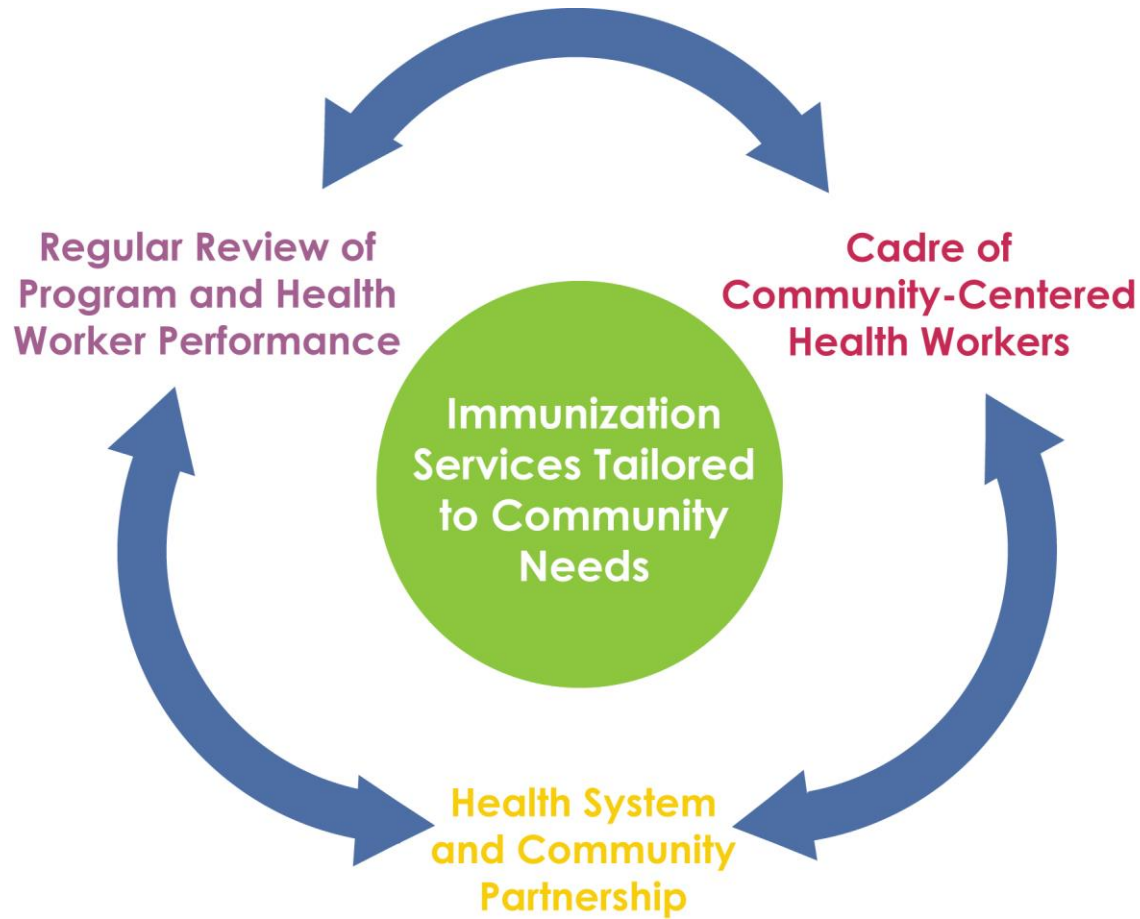 Regular Review of
Program and Health
Worker Performance
Cadre of
Community-Centered
Health Workers
Immunization
Services Tailored
to Community
Needs
Health System
and Community
Partnership